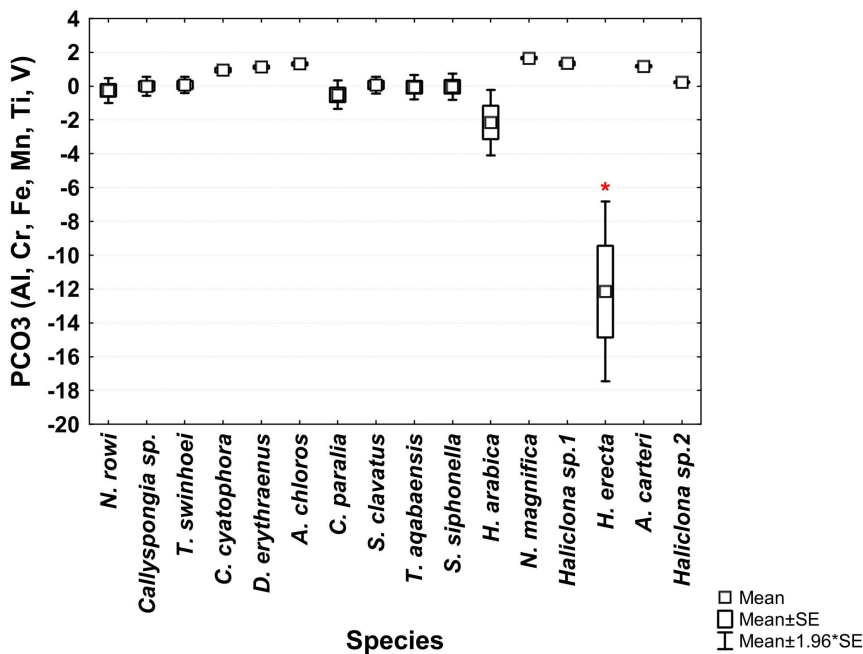 PCO3 (Al, Cr, Fe, Mn, Ti, V)
4
2
0
-2
-4
-6
-8
-10
-12
-14
-16
-18
-20
*
N. rowi
Callyspongia sp.
T. swinhoei
C. cyatophora
D. erythraenus
A. chloros
C. paralia
S. clavatus
T. aqabaensis
S. siphonella
H. arabica
N. magnifica
Haliclona sp.1
H. erecta
A. carteri
Haliclona sp.2
Species
Mean
Mean±SE
Mean±1.96*SE